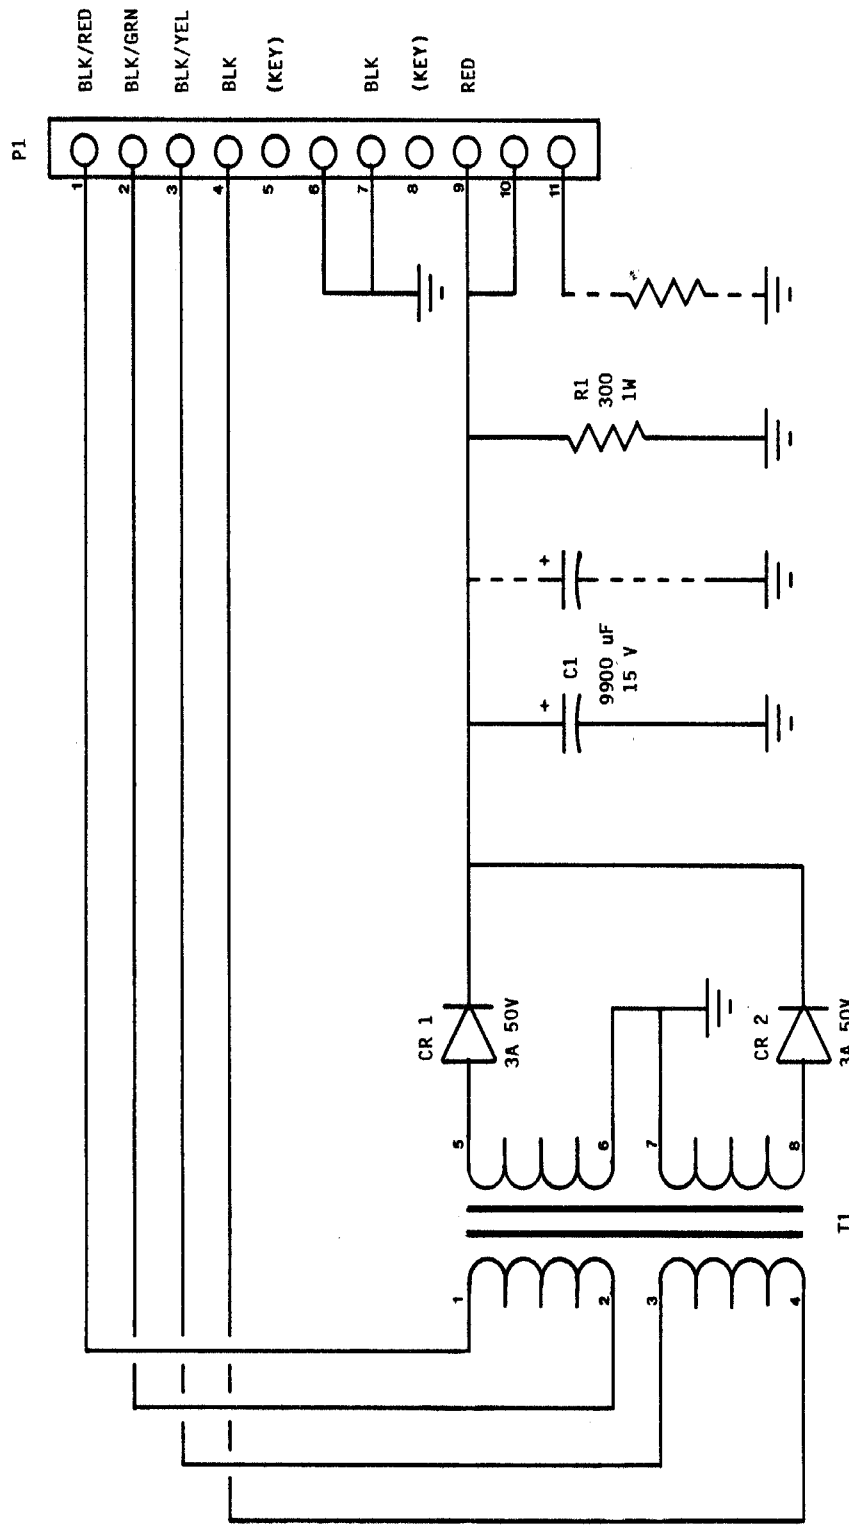 P1
BLK/RED
BLK/GRN
BLK/YEL
BLK
(KEY)
BLK
(KEY)
RED
1
2
3
4
5
6
7
8
9
10
11
R1
300
1W
+
+
C1
9900 uF
15 V
CR 1
3A 50V
CR 2
3A 50V
5
6
7
8
1
2
3
4
T1